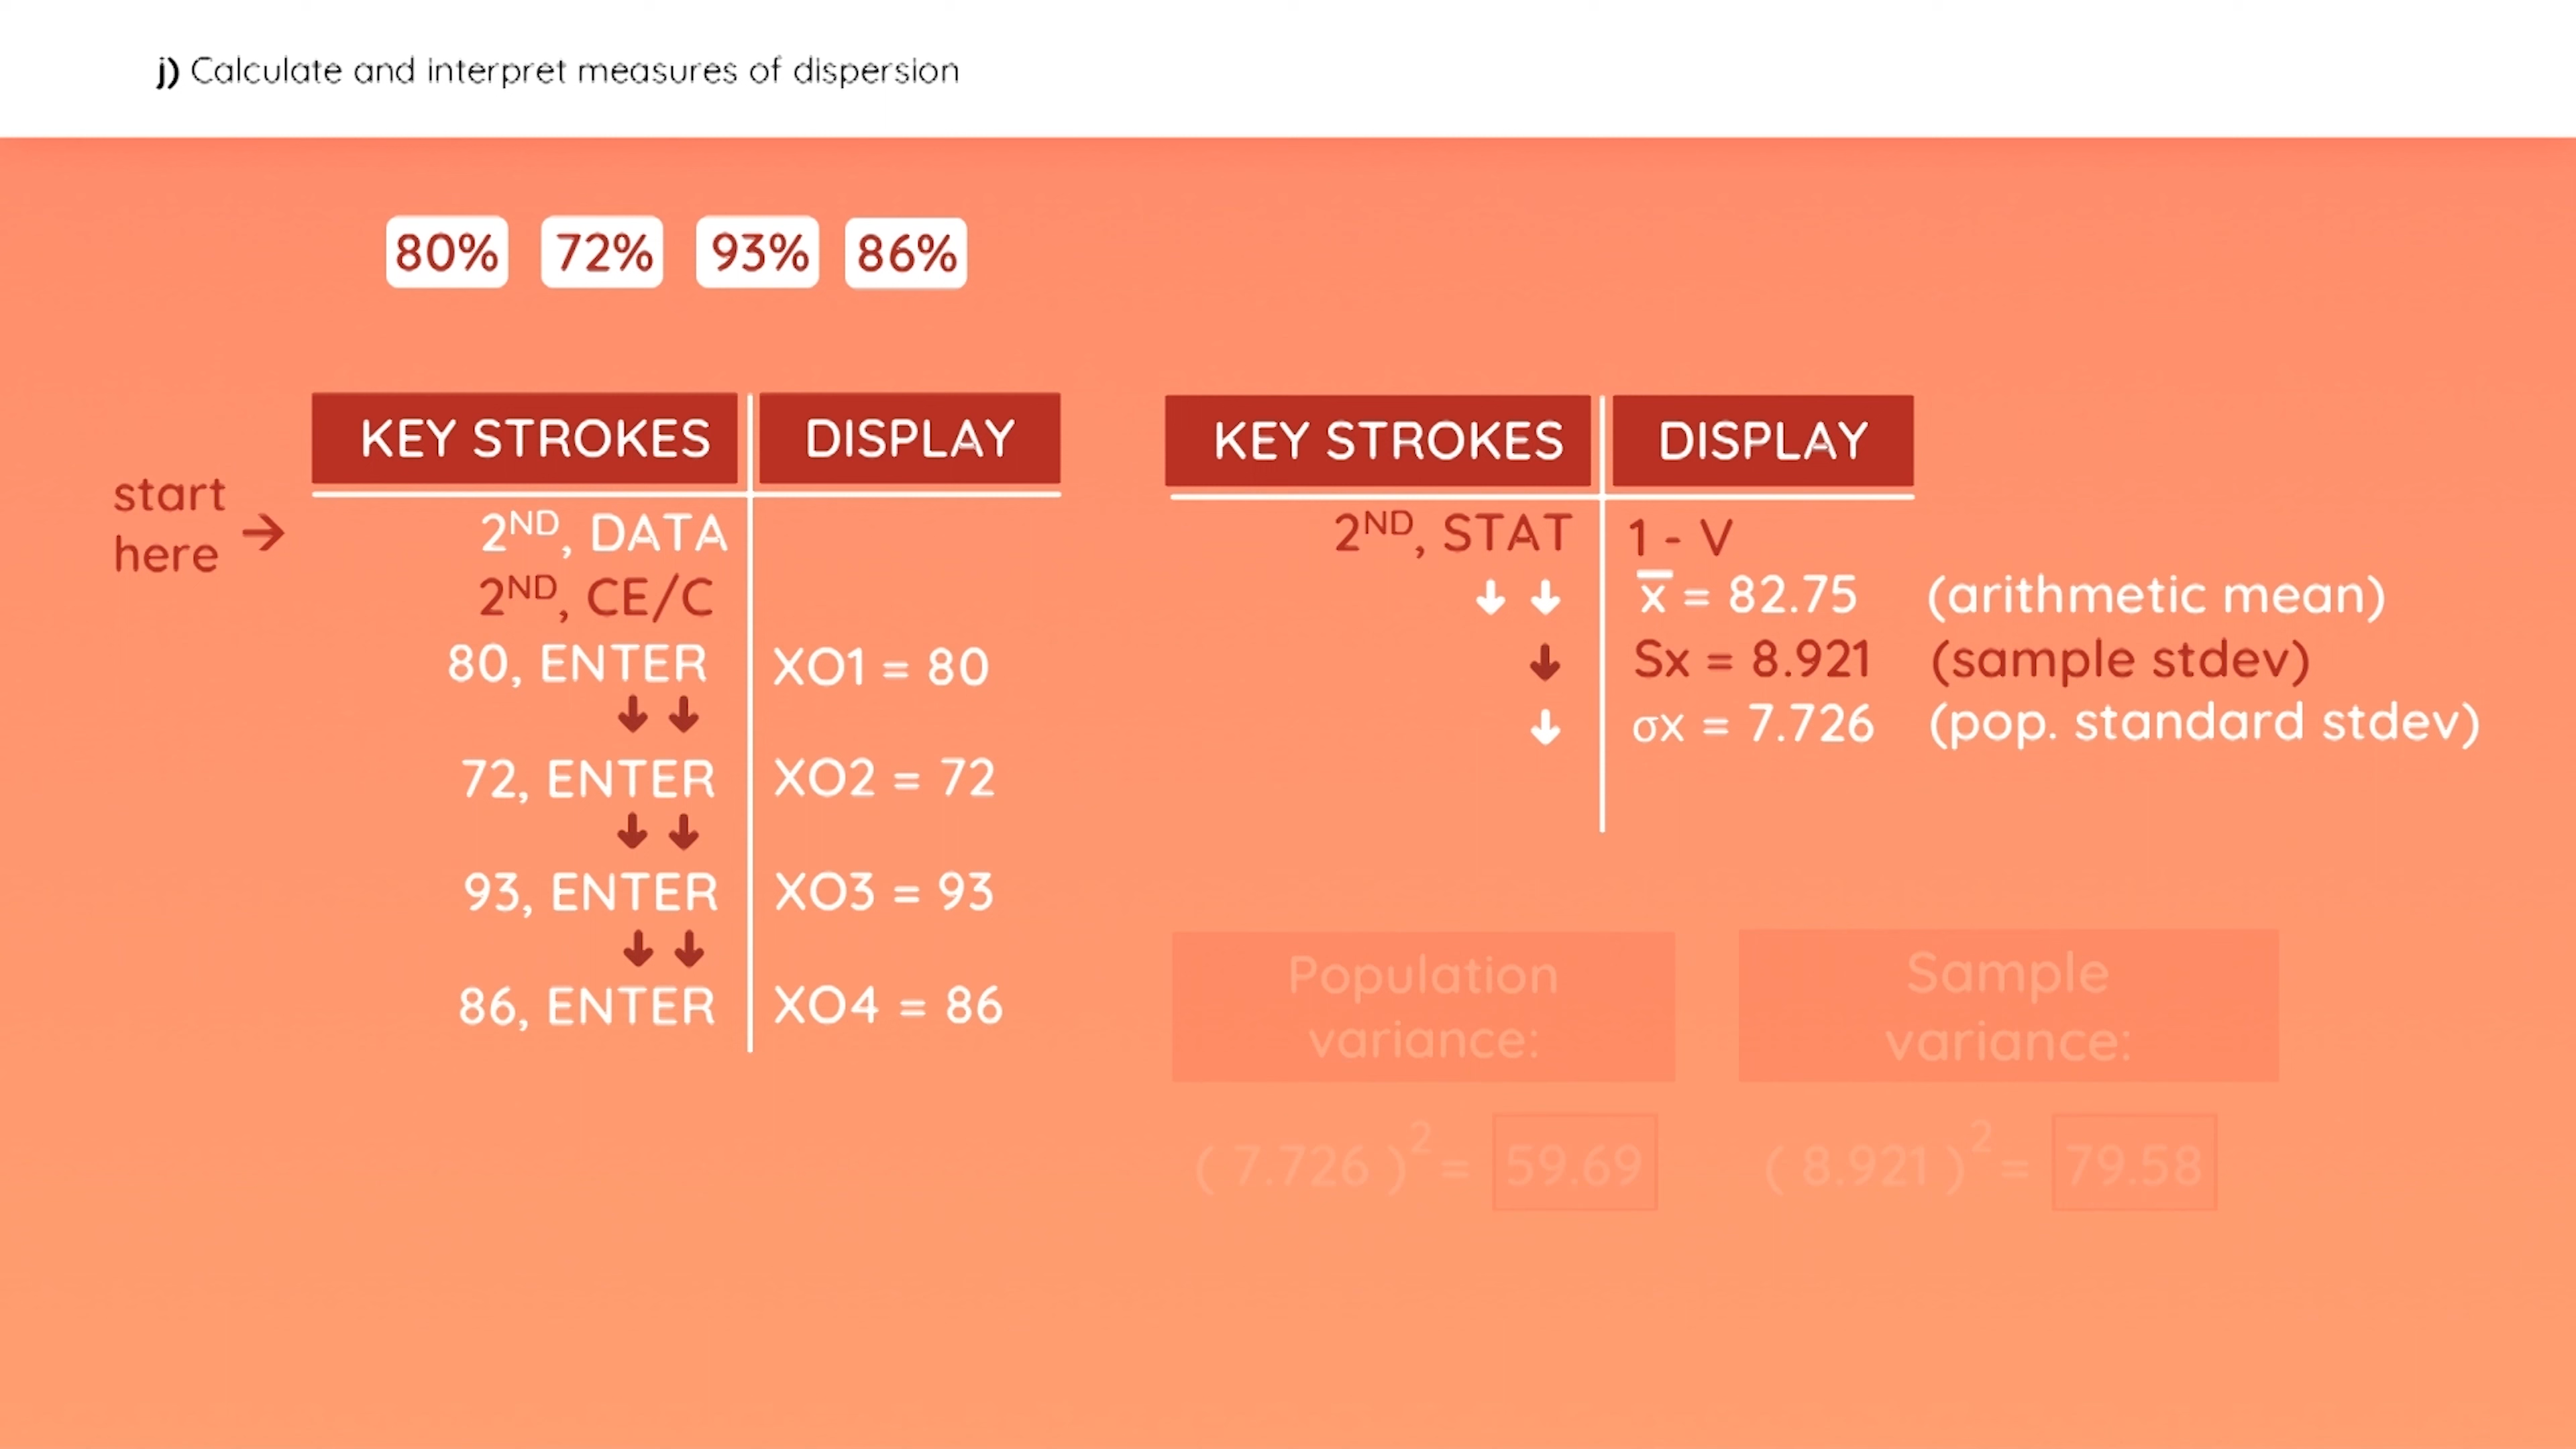 j) Calculate and interpret measures of dispersion
80% 72% 93% 86%
start
here →
KEY STROKES DISPLAY
2ND, DATA
2ND, CE/C
80, ENTER XO1 = 80
↓ ↓
72, ENTER XO2 = 72
↓ ↓
93, ENTER XO3 = 93
↓ ↓
86, ENTER XO4 = 86
KEY STROKES DISPLAY
2ND, STAT 1 - V
↓ ↓ x̅ = 82.75 (arithmetic mean)
↓ Sx = 8.921 (sample stdev)
↓ σx = 7.726 (pop. standard stdev)
Population
variance:
( 7.726 )² = 59.69
Sample
variance:
( 8.921 )² = 79.58